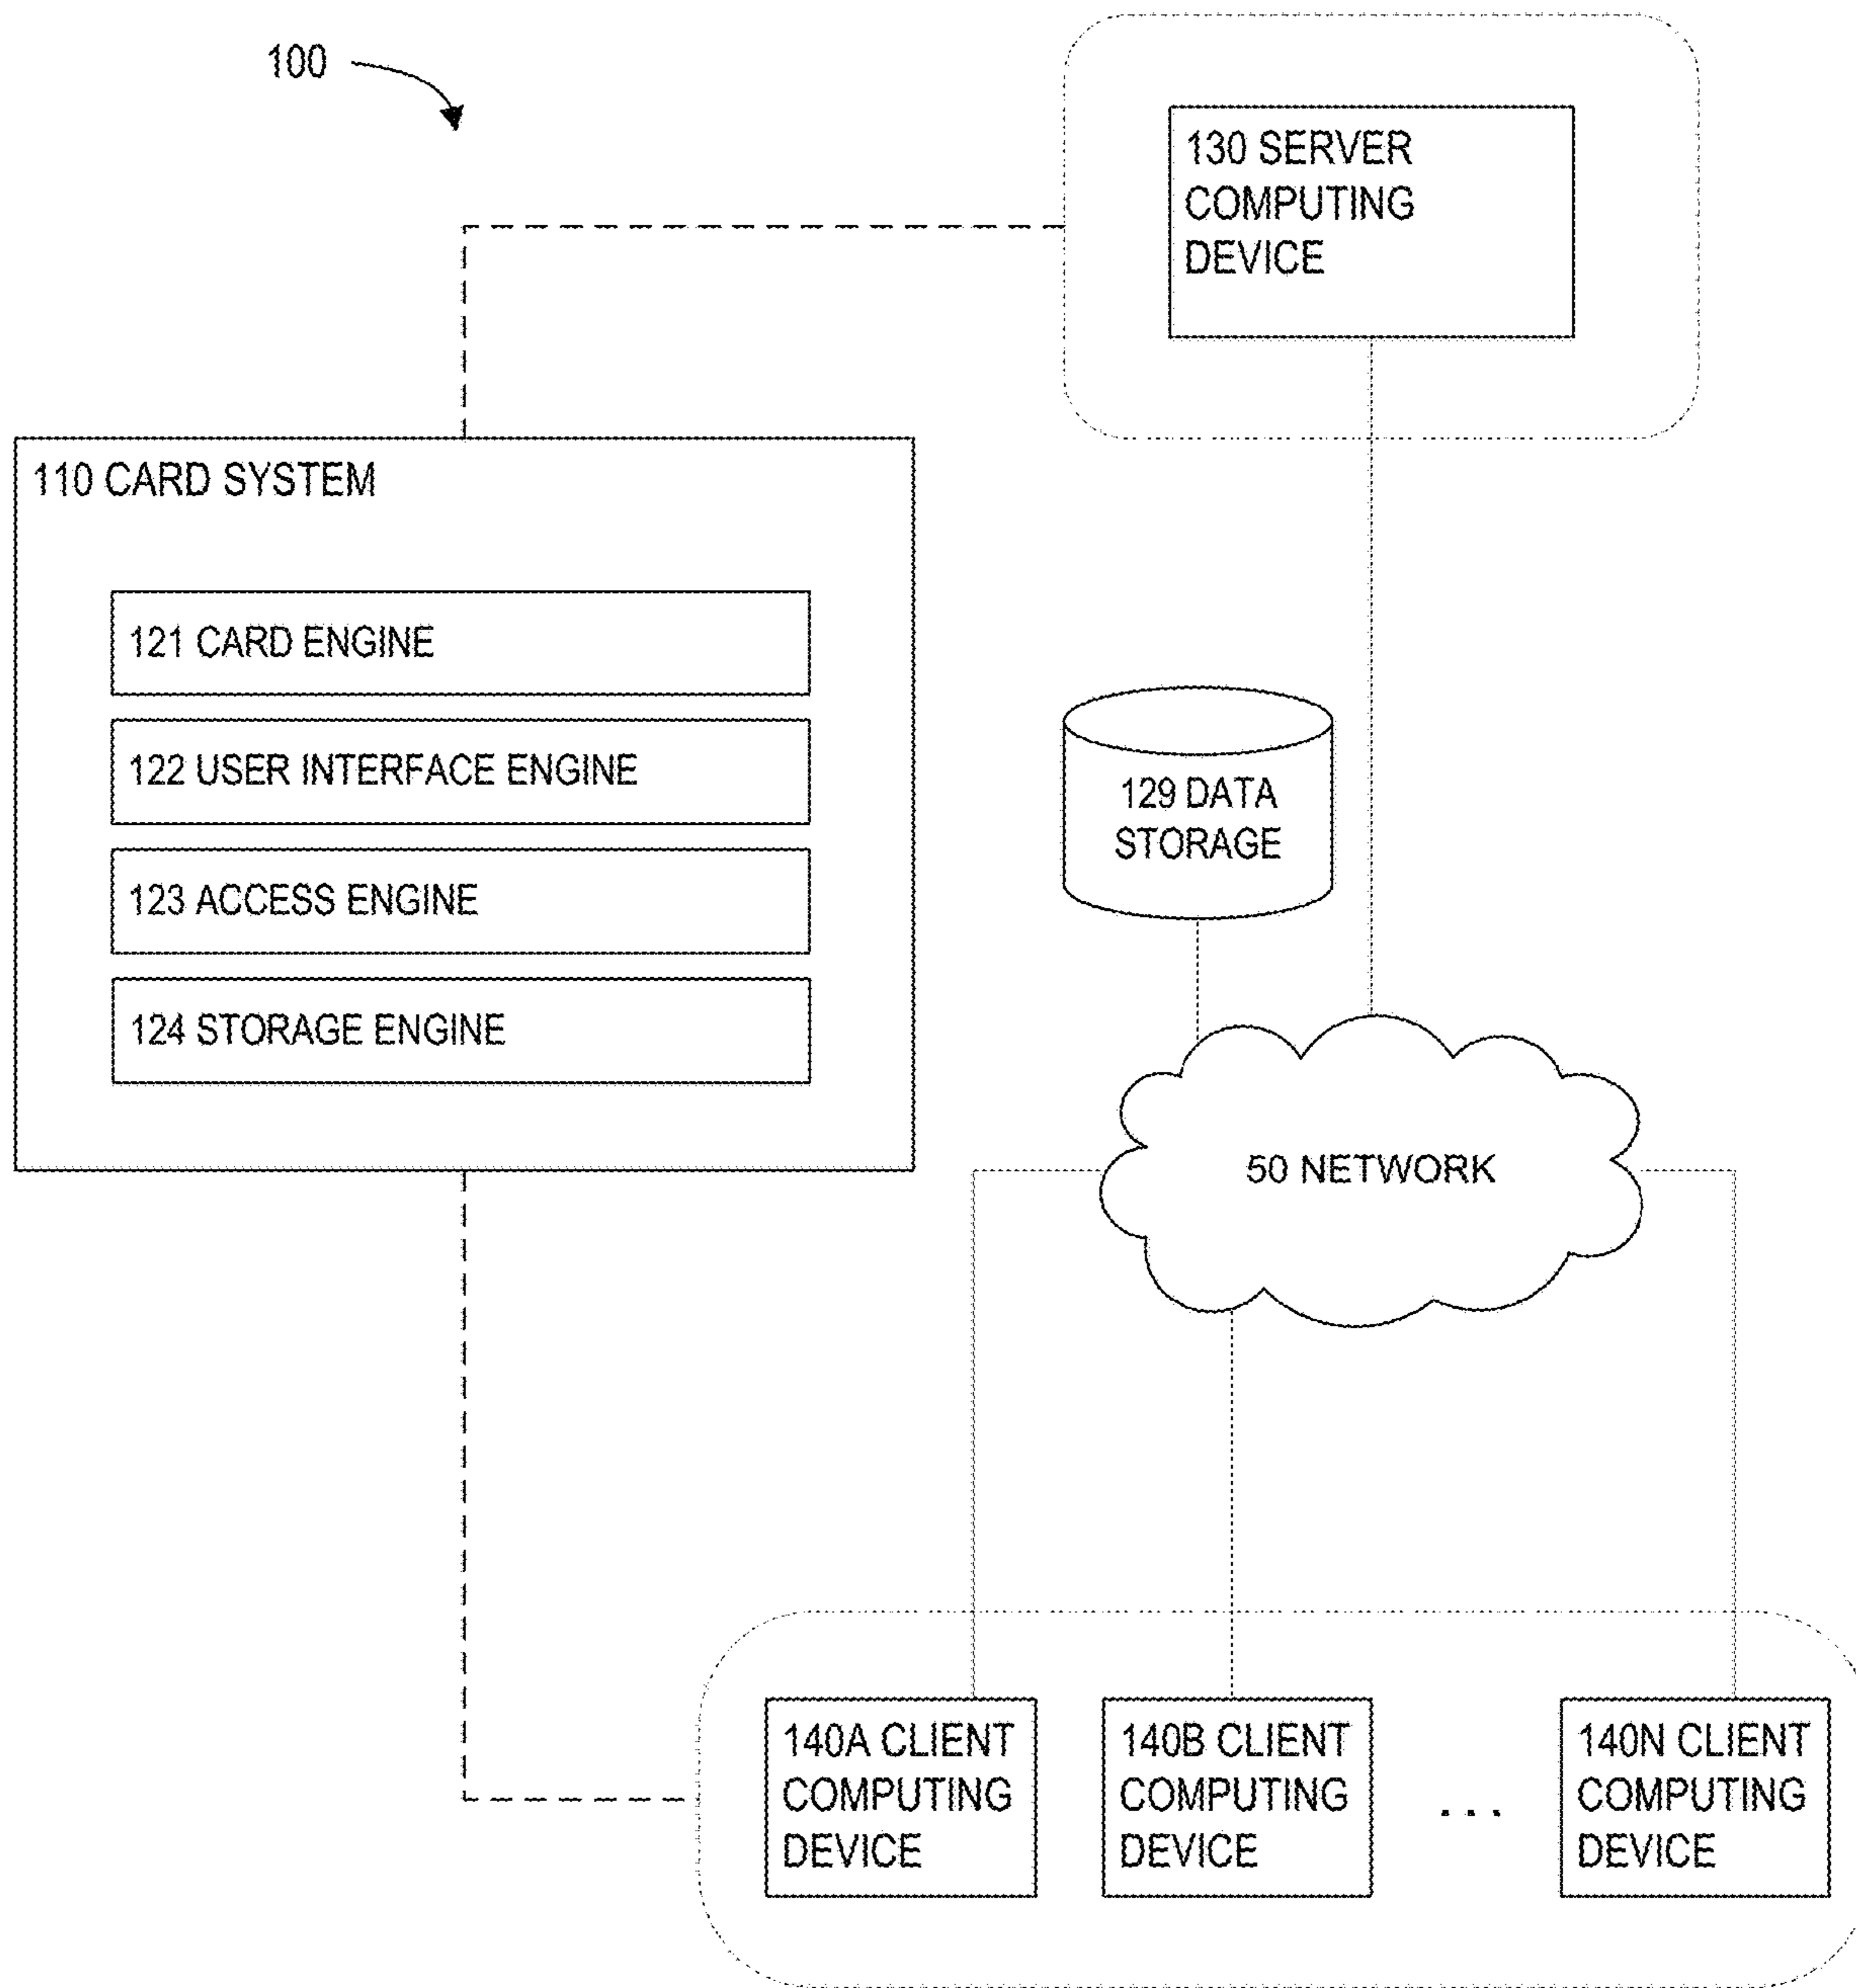 100
130 SERVER
COMPUTING
DEVICE
110 CARD SYSTEM
121 CARD ENGINE
122 USER INTERFACE ENGINE
123 ACCESS ENGINE
124 STORAGE ENGINE
129 DATA
STORAGE
50 NETWORK
140A CLIENT
COMPUTING
DEVICE
140B CLIENT
COMPUTING
DEVICE
...
140N CLIENT
COMPUTING
DEVICE